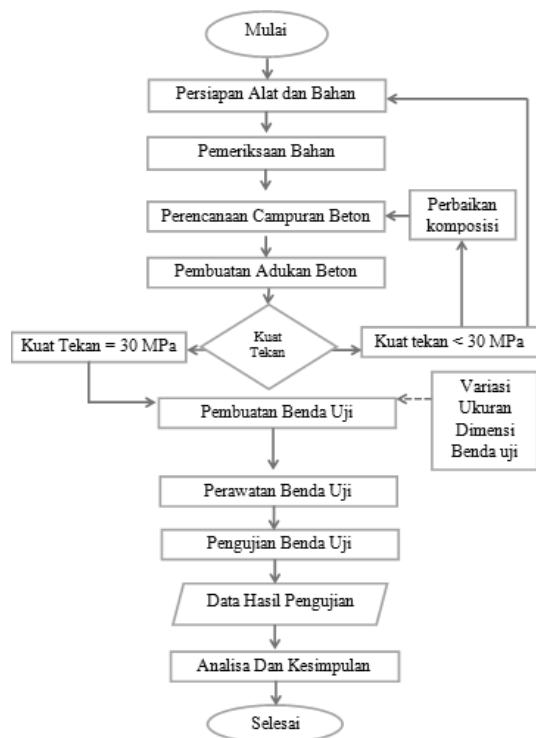 Mulai
Persiapan Alat dan Bahan
Pemeriksaan Bahan
Perencanaan Campuran Beton
Perbaikan
komposisi
Pembuatan Adukan Beton
Kuat
Tekan
Kuat Tekan = 30 MPa
Kuat tekan < 30 MPa
Pembuatan Benda Uji
Variasi
Ukuran
Dimensi
Benda uji
Perawatan Benda Uji
Pengujian Benda Uji
Data Hasil Pengujian
Analisa Dan Kesimpulan
Selesai